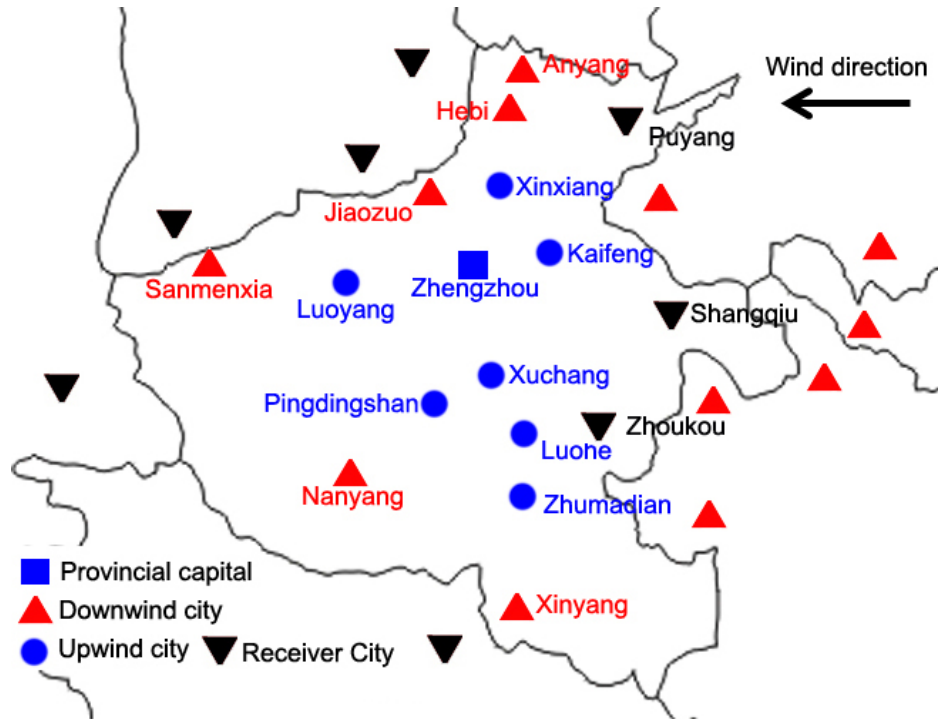 Anyang
Wind direction
Hebi
Puyang
Xinxiang
Jiaozuo
Kaifeng
Sanmenxia
Zhengzhou
Luoyang
Shangqiu
Xuchang
Pingdingshan
Zhoukou
Luohe
Nanyang
Zhumadian
Provincial capital
Downwind city
Xinyang
Upwind city
Receiver City